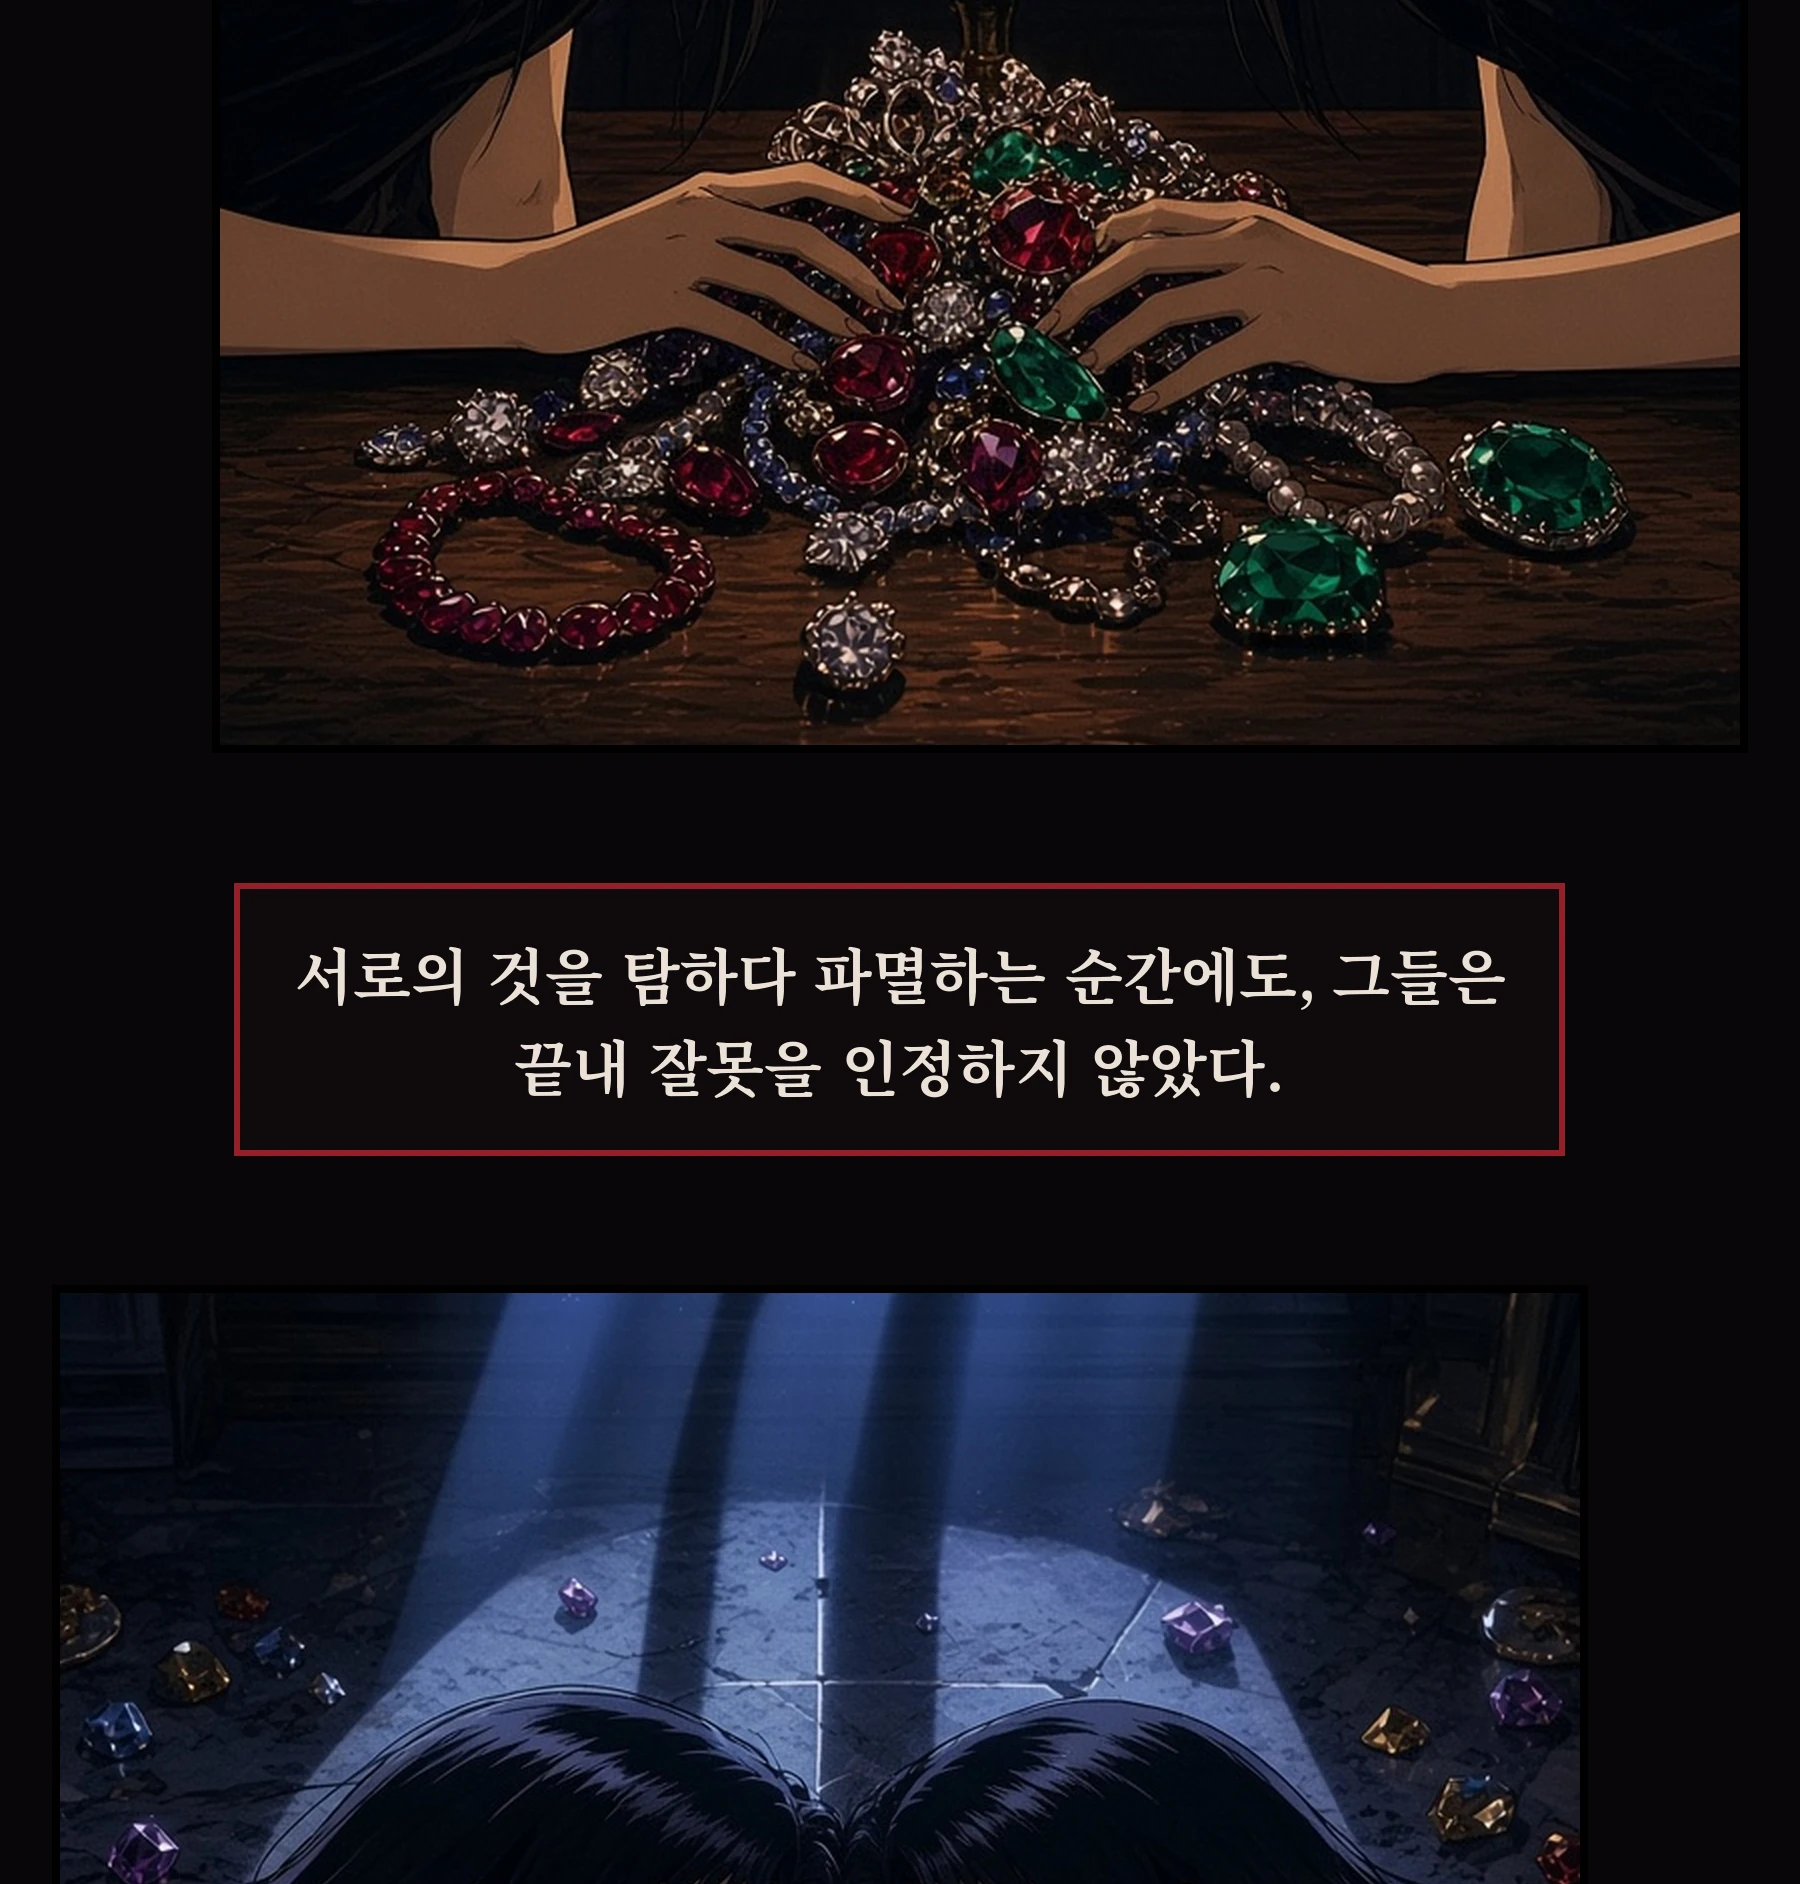 서로의 것을 탐하다 파멸하는 순간에도, 그들은
끝내 잘못을 인정하지 않았다.